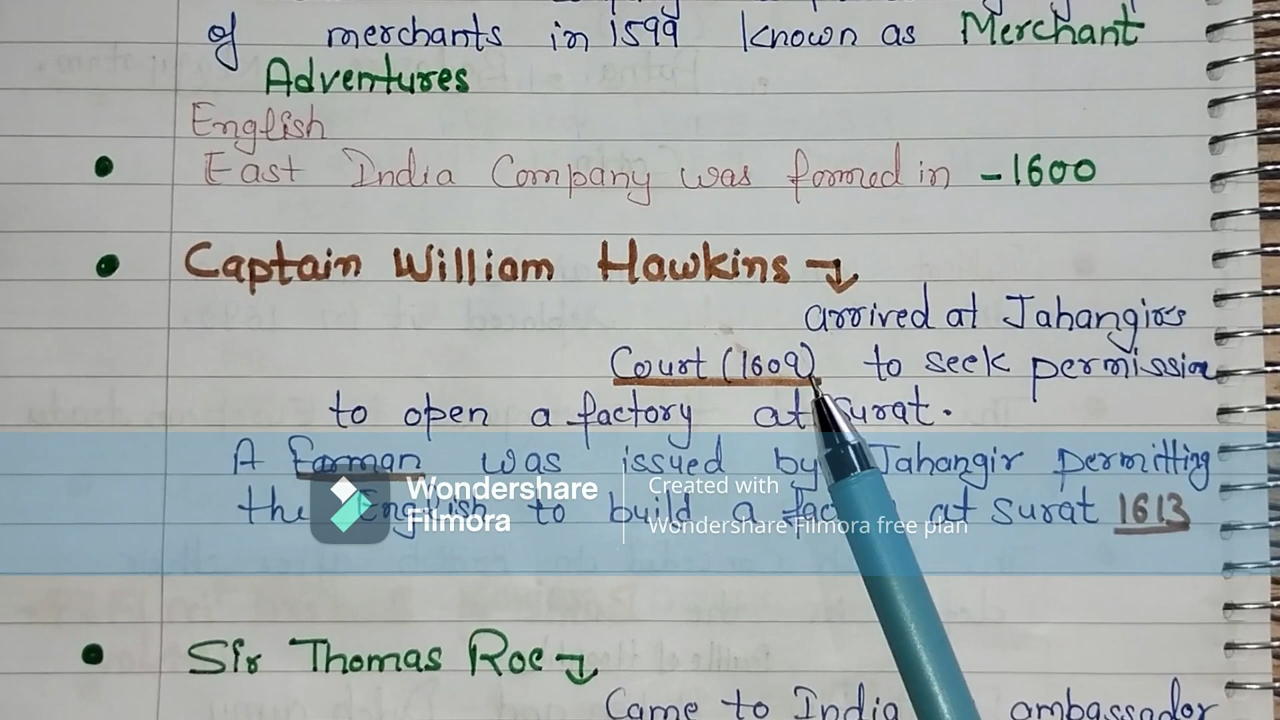 of merchants in 1599 known as Merchant
Adventures
English
East India Company was formed in - 1600
Captain William Hawkins
arrived at Jahangirs
Court (1609) to seek permission
to open a factory at Surat.
A Farman was issued by Jahangir permitting
the English to build a factory at Surat 1613
Wondershare
Filmora
Created with
Wondershare Filmora free plan
Sir Thomas Roe
Came to India ambassador